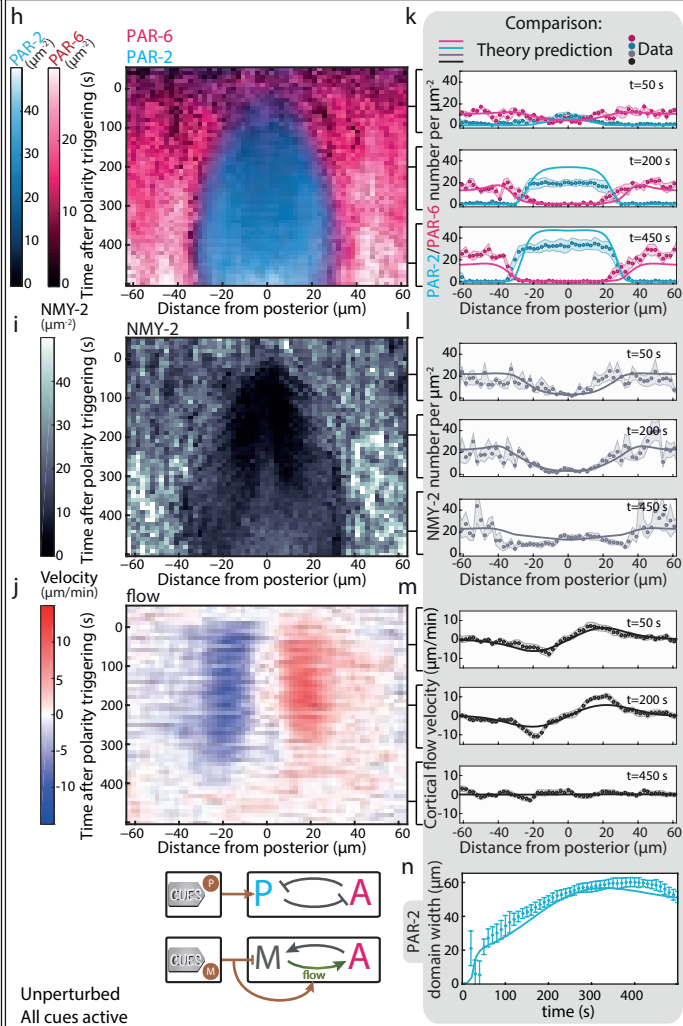 h
PAR-2
(μm⁻²)
PAR-6
(μm⁻²)
40
30
20
10
0
20
10
0
PAR-6
PAR-2
Time after polarity triggering (s)
0
100
200
300
400
−60 −40 −20 0 20 40 60
Distance from posterior (μm)
i
NMY-2
(μm⁻²)
40
30
20
10
0
NMY-2
Time after polarity triggering (s)
0
100
200
300
400
−60 −40 −20 0 20 40 60
Distance from posterior (μm)
j
Velocity
(μm/min)
10
5
0
-5
-10
flow
Time after polarity triggering (s)
0
100
200
300
400
−60 −40 −20 0 20 40 60
Distance from posterior (μm)
k
Comparison:
Theory prediction
Data
PAR-2/PAR-6 number per μm⁻²
t=50 s
40
20
0
t=200 s
40
20
0
t=450 s
40
20
0
-60 -40 -20 0 20 40 60
Distance from posterior (μm)
l
NMY-2 number per μm⁻²
t=50 s
40
20
0
t=200 s
40
20
0
t=450 s
40
20
0
-60 -40 -20 0 20 40 60
Distance from posterior (μm)
m
Cortical flow velocity (μm/min)
t=50 s
10
0
-10
t=200 s
10
0
-10
t=450 s
10
0
-10
-60 -40 -20 0 20 40 60
Distance from posterior (μm)
n
PAR-2
domain width (μm)
60
40
20
0
0 100 200 300 400
time (s)
CUES P
P A
CUES M
M A
flow
Unperturbed
All cues active